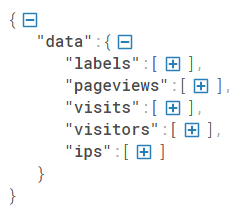 {
"data":{
"labels":[ ],
"pageviews":[ ],
"visits":[ ],
"visitors":[ ],
"ips":[ ]
}
}